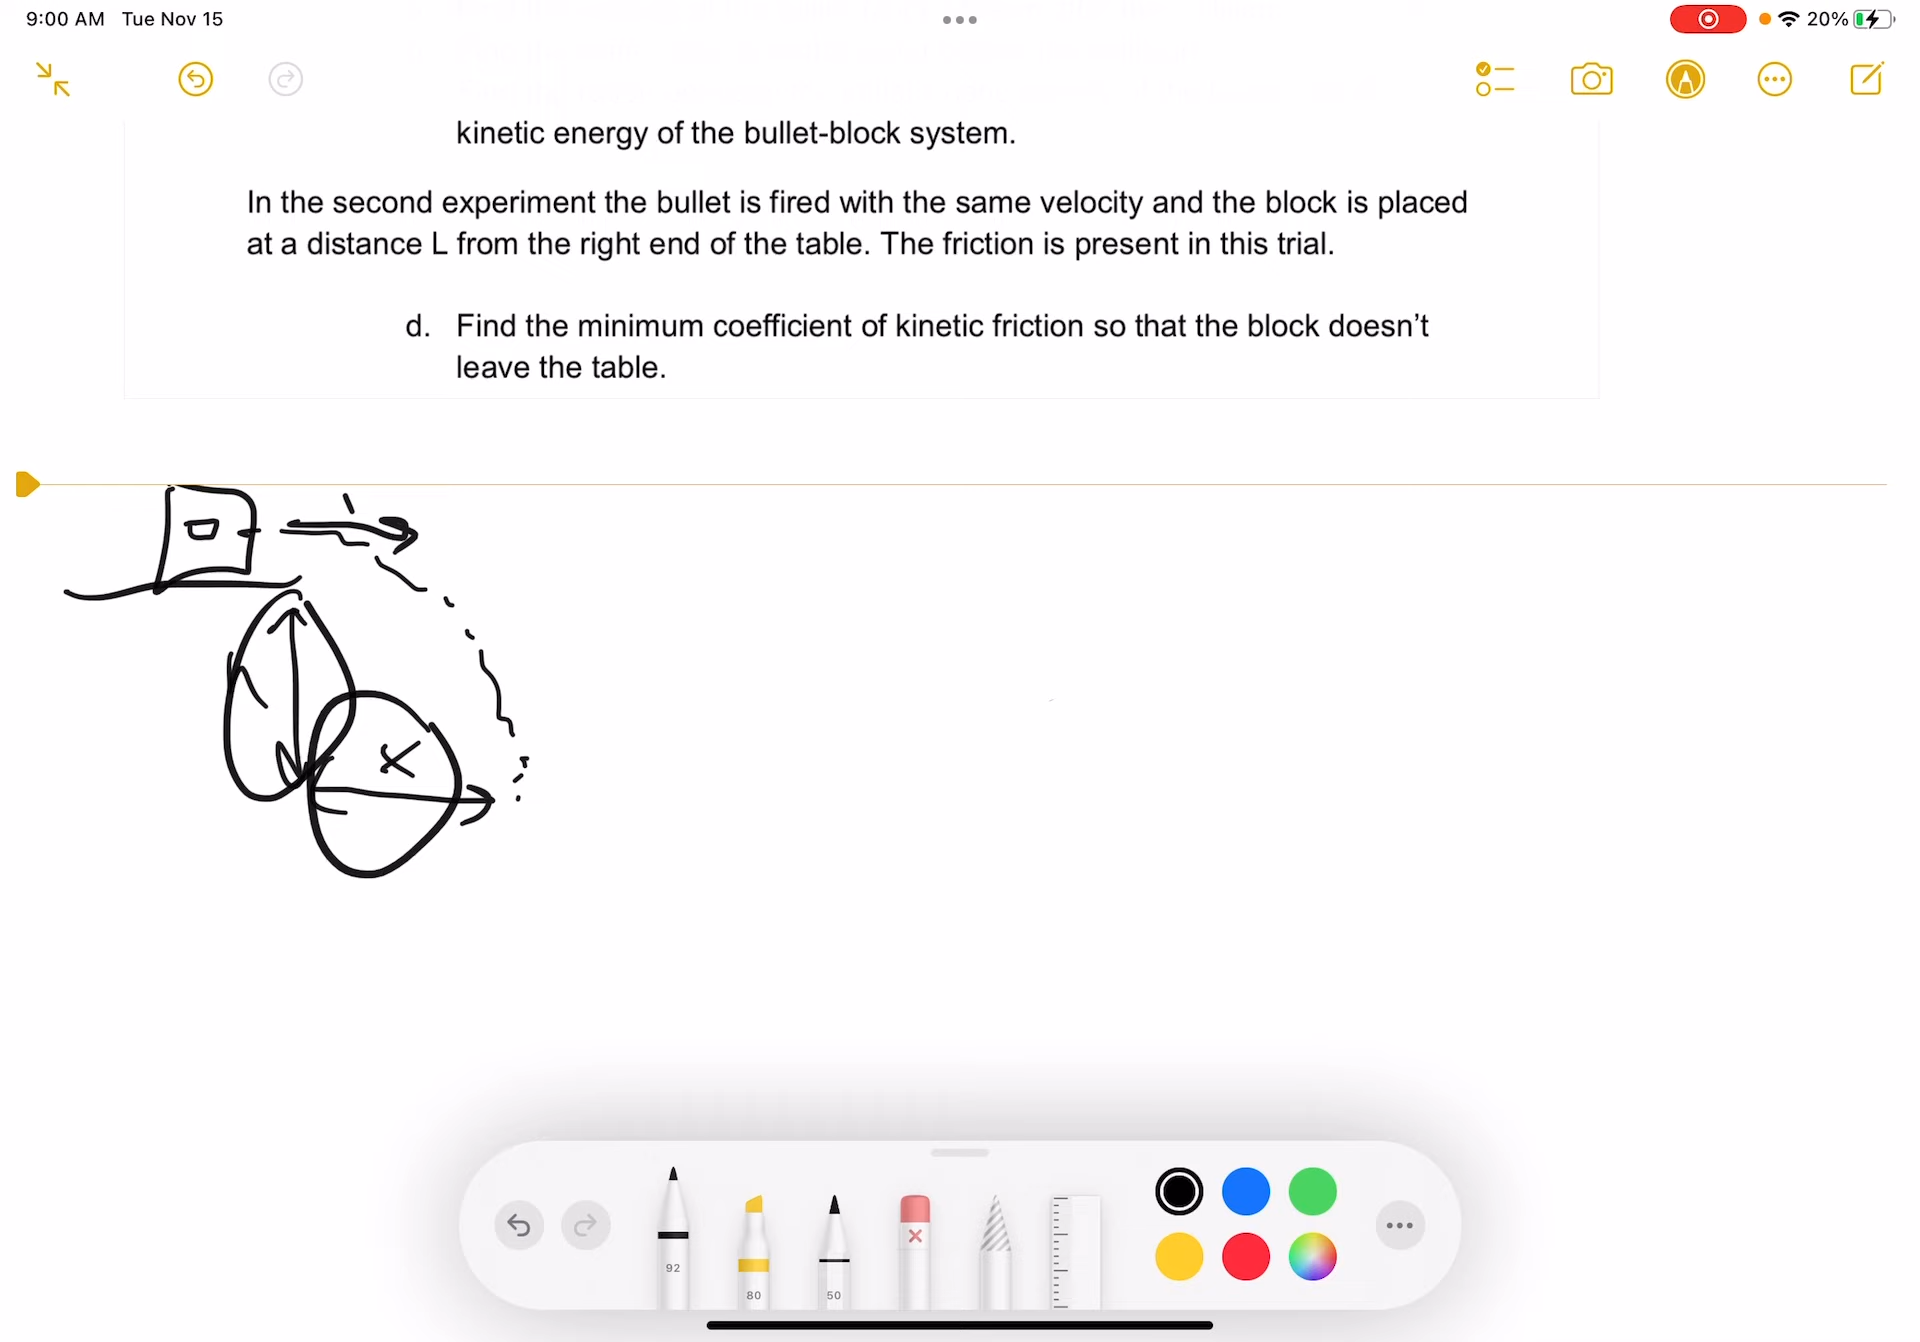 9:00 AM Tue Nov 15
20%
kinetic energy of the bullet-block system.
In the second experiment the bullet is fired with the same velocity and the block is placed
at a distance L from the right end of the table. The friction is present in this trial.
d. Find the minimum coefficient of kinetic friction so that the block doesn’t
leave the table.
x
92
80
50